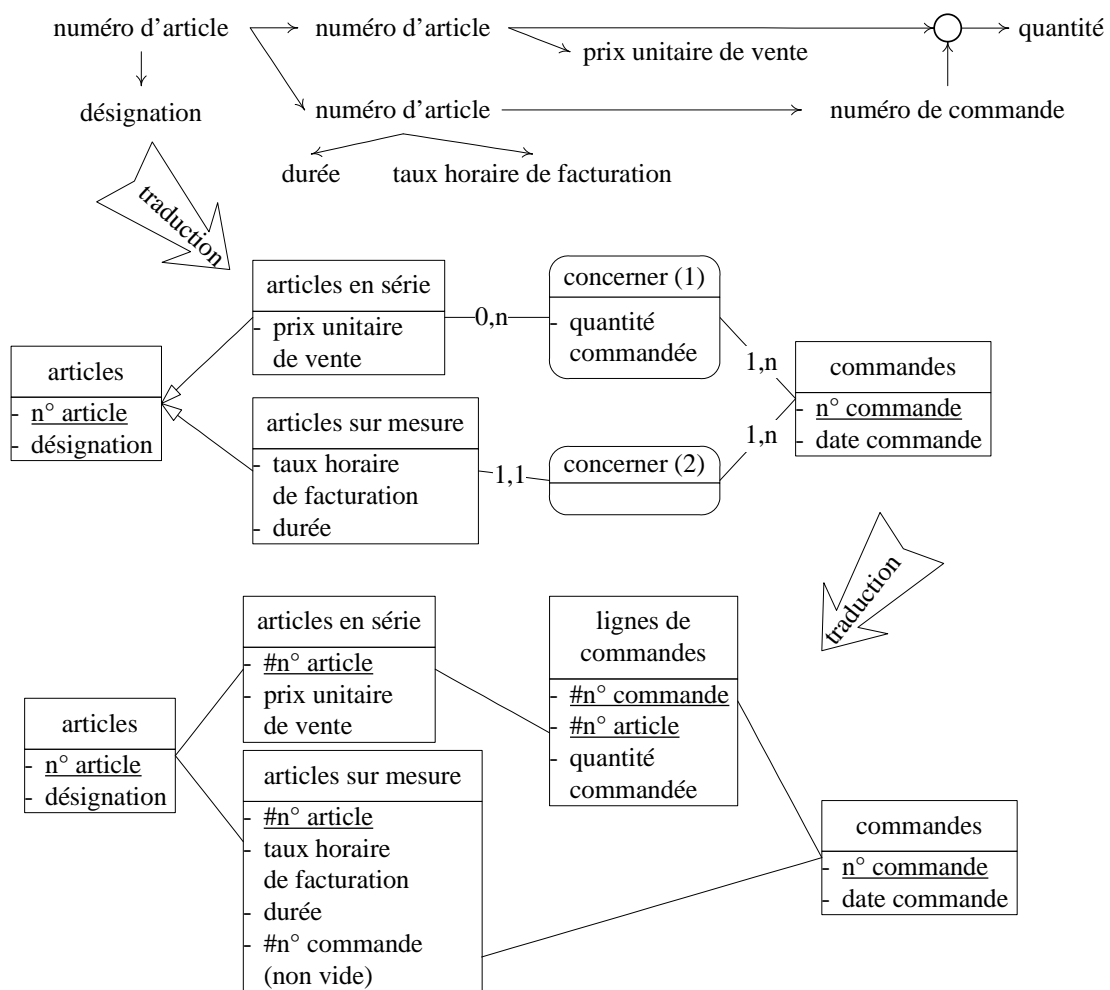 numéro d'article numéro d'article quantité
prix unitaire de vente
désignation numéro d'article numéro de commande
durée taux horaire de facturation
traduction
articles en série
- prix unitaire
de vente
0,n
concerner (1)
- quantité
commandée
1,n
articles
- n° article
- désignation
commandes
- n° commande
- date commande
articles sur mesure
- taux horaire
de facturation
- durée
1,1
concerner (2)
1,n
traduction
articles en série
- #n° article
- prix unitaire
de vente
lignes de
commandes
- #n° commande
- #n° article
- quantité
commandée
articles
- n° article
- désignation
articles sur mesure
- #n° article
- taux horaire
de facturation
- durée
- #n° commande
(non vide)
commandes
- n° commande
- date commande